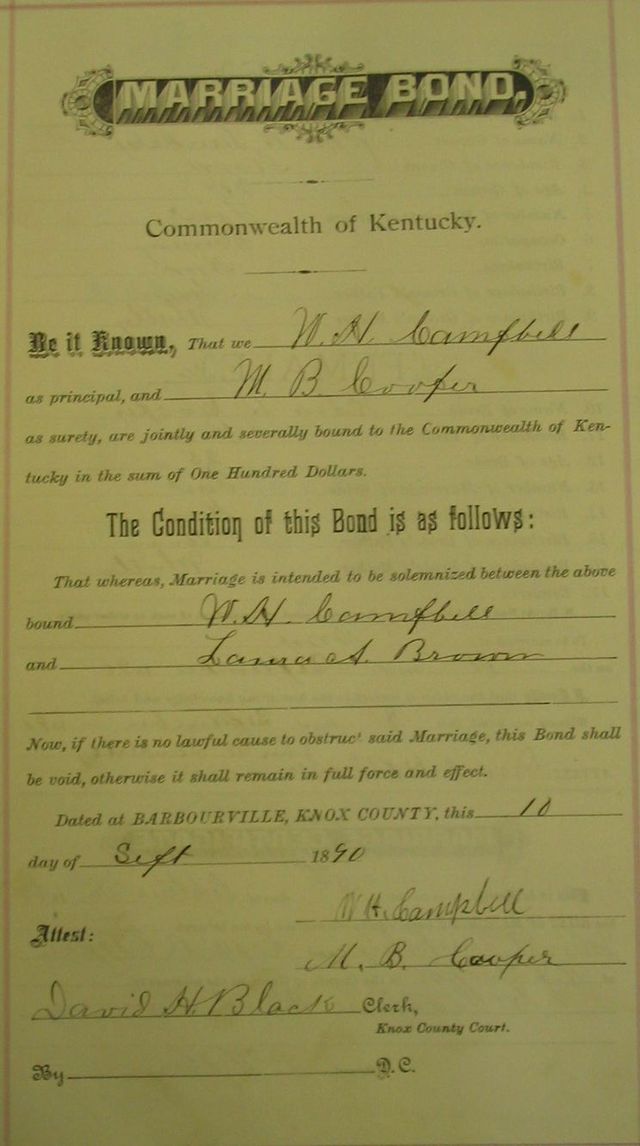 MARRIAGE BOND,
Commonwealth of Kentucky.
Be it Known, That we W. H. Campbell
as principal, and M. B Cooper
as surety, are jointly and severally bound to the Commonwealth of Ken-
tucky in the sum of One Hundred Dollars.
The Condition of this Bond is as follows:
That whereas, Marriage is intended to be solemnized between the above
bound W. H. Campbell
and Laura A. Brown
Now, if there is no lawful cause to obstruct said Marriage, this Bond shall
be void, otherwise it shall remain in full force and effect.
Dated at BARBOURVILLE, KNOX COUNTY, this 10
day of Sept 1890
W H. Campbell
Attest:
M. B. Cooper
David H. Black Clerk,
Knox County Court.
By D.C.